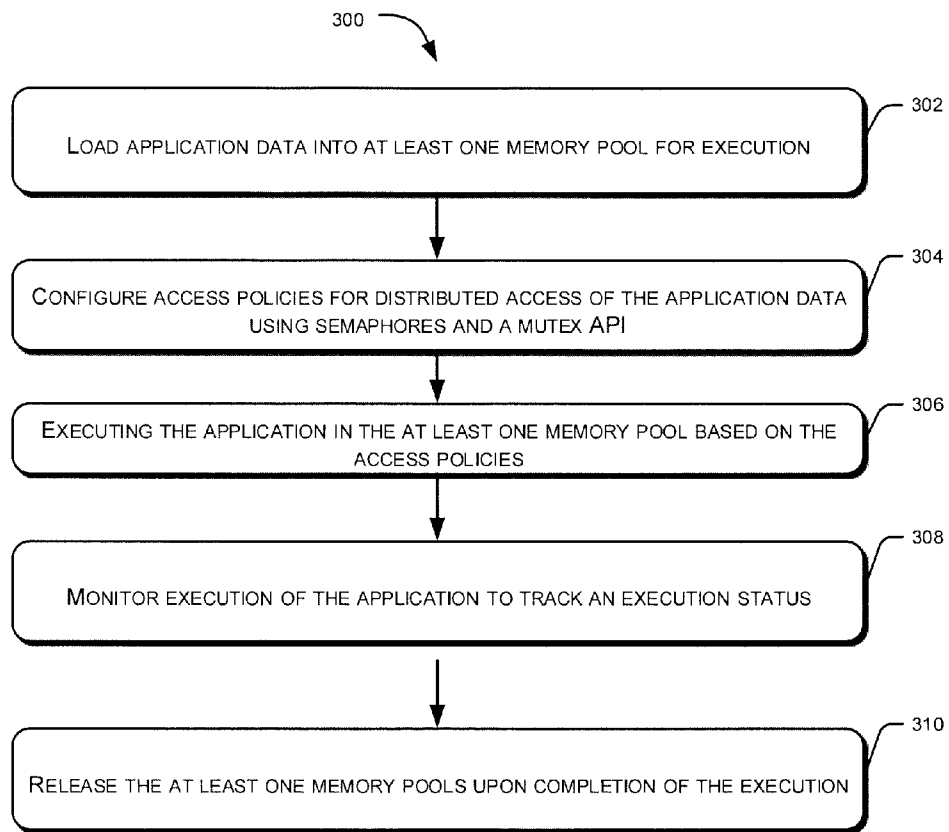 300
302
LOAD APPLICATION DATA INTO AT LEAST ONE MEMORY POOL FOR EXECUTION
304
CONFIGURE ACCESS POLICIES FOR DISTRIBUTED ACCESS OF THE APPLICATION DATA
USING SEMAPHORES AND A MUTEX API
306
EXECUTING THE APPLICATION IN THE AT LEAST ONE MEMORY POOL BASED ON THE
ACCESS POLICIES
308
MONITOR EXECUTION OF THE APPLICATION TO TRACK AN EXECUTION STATUS
310
RELEASE THE AT LEAST ONE MEMORY POOLS UPON COMPLETION OF THE EXECUTION